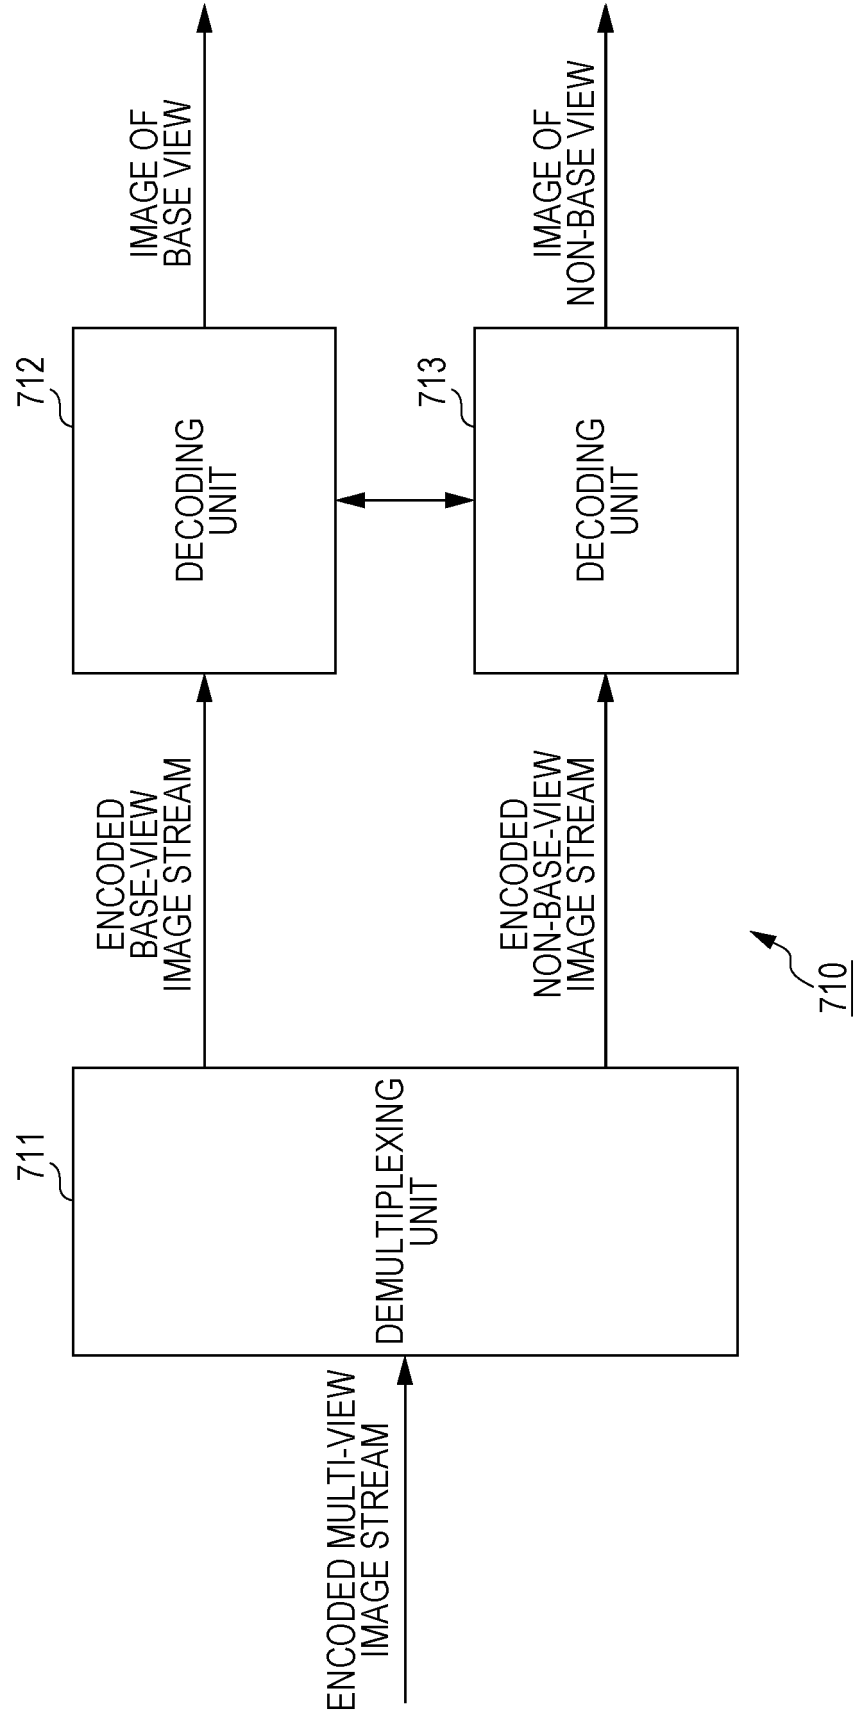 ENCODED MULTI-VIEW
IMAGE STREAM
711
DEMULTIPLEXING
UNIT
ENCODED
BASE-VIEW
IMAGE STREAM
712
DECODING
UNIT
IMAGE OF
BASE VIEW
ENCODED
NON-BASE-VIEW
IMAGE STREAM
713
DECODING
UNIT
IMAGE OF
NON-BASE VIEW
710